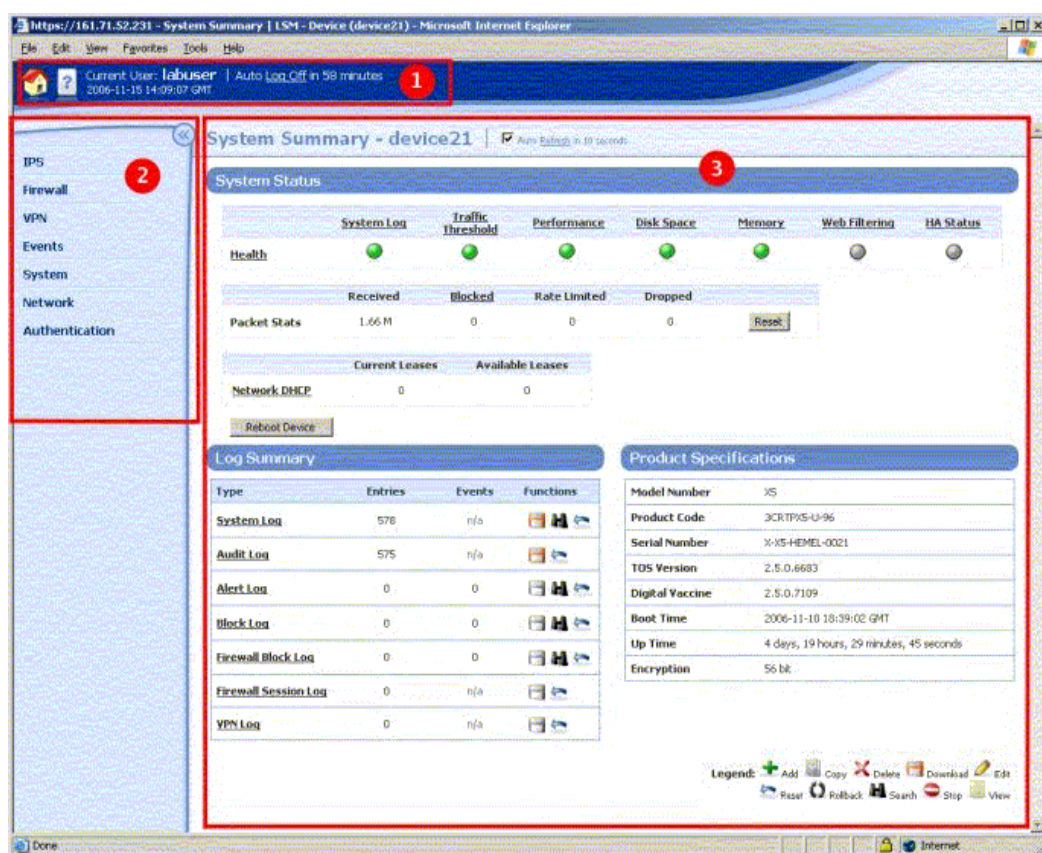 https://161.71.52.231 - System Summary | LSM - Device (device21) - Microsoft Internet Explorer
File Edit View Favorites Tools Help
Current User: labuser | Auto Log Off in 58 minutes
2006-11-15 14:09:07 GMT
1
2
IPS
Firewall
VPN
Events
System
Network
Authentication
System Summary - device21 | Auto Refresh in 10 seconds
3
System Status
System Log Traffic Threshold Performance Disk Space Memory Web Filtering HA Status
Health
Received Blocked Rate Limited Dropped
Packet Stats 1.66 M 0 0 0 Reset
Current Leases Available Leases
Network DHCP 0 0
Reboot Device
Log Summary
Type Entries Events Functions
System Log 578 n/a
Audit Log 575 n/a
Alert Log 0 0
Block Log 0 0
Firewall Block Log 0 0
Firewall Session Log 0 n/a
VPN Log 0 n/a
Product Specifications
Model Number X5
Product Code 3CRTPX5-U-96
Serial Number X-X5-HEMEL-0021
TOS Version 2.5.0.6683
Digital Vaccine 2.5.0.7109
Boot Time 2006-11-10 18:39:02 GMT
Up Time 4 days, 19 hours, 29 minutes, 45 seconds
Encryption 56 bit
Legend: Add Copy Delete Download Edit
Reset Rollback Search Stop View
Done Internet